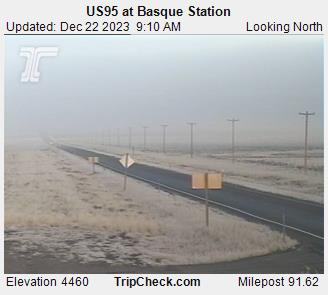 US95 at Basque Station
Updated: Dec 22 2023 9:10 AM Looking North
Elevation 4460 TripCheck.com Milepost 91.62